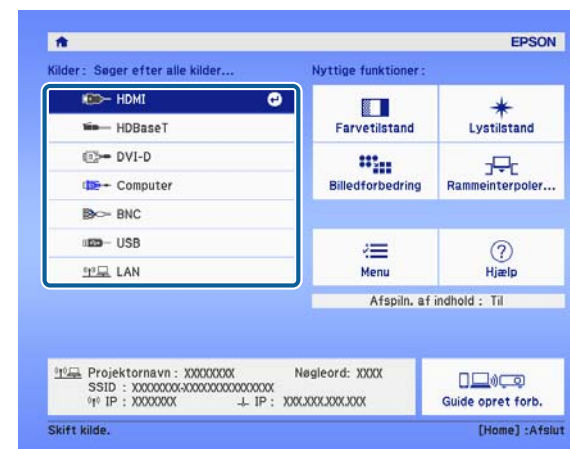 EPSON
Kilder: Søger efter alle kilder...
Nyttige funktioner:
HDMI
HDBaseT
DVI-D
Computer
BNC
USB
LAN
Farvetilstand
Lystilstand
Billedforbedring
Rammeinterpoler...
Menu
Hjælp
Afspiln. af indhold : Til
Projektornavn : XXXXXXXX Nøgleord: XXXX
SSID : XXXXXXXX-XXXXXXXXXXXXXXX
IP : XXXXXXX IP : XXX.XXX.XXX.XXX
Guide opret forb.
Skift kilde.
[Home] :Afslut